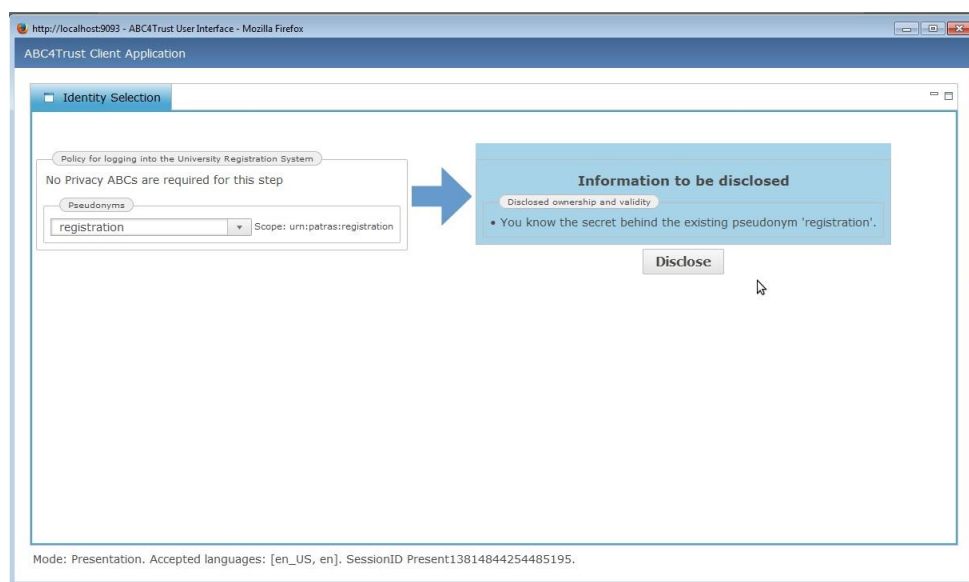 http://localhost:9093 - ABC4Trust User Interface - Mozilla Firefox
ABC4Trust Client Application
Identity Selection
Policy for logging into the University Registration System
No Privacy ABCs are required for this step
Pseudonyms
registration
Scope: urn:patras:registration
Information to be disclosed
Disclosed ownership and validity
• You know the secret behind the existing pseudonym 'registration'.
Disclose
Mode: Presentation. Accepted languages: [en_US, en]. SessionID Present13814844254485195.